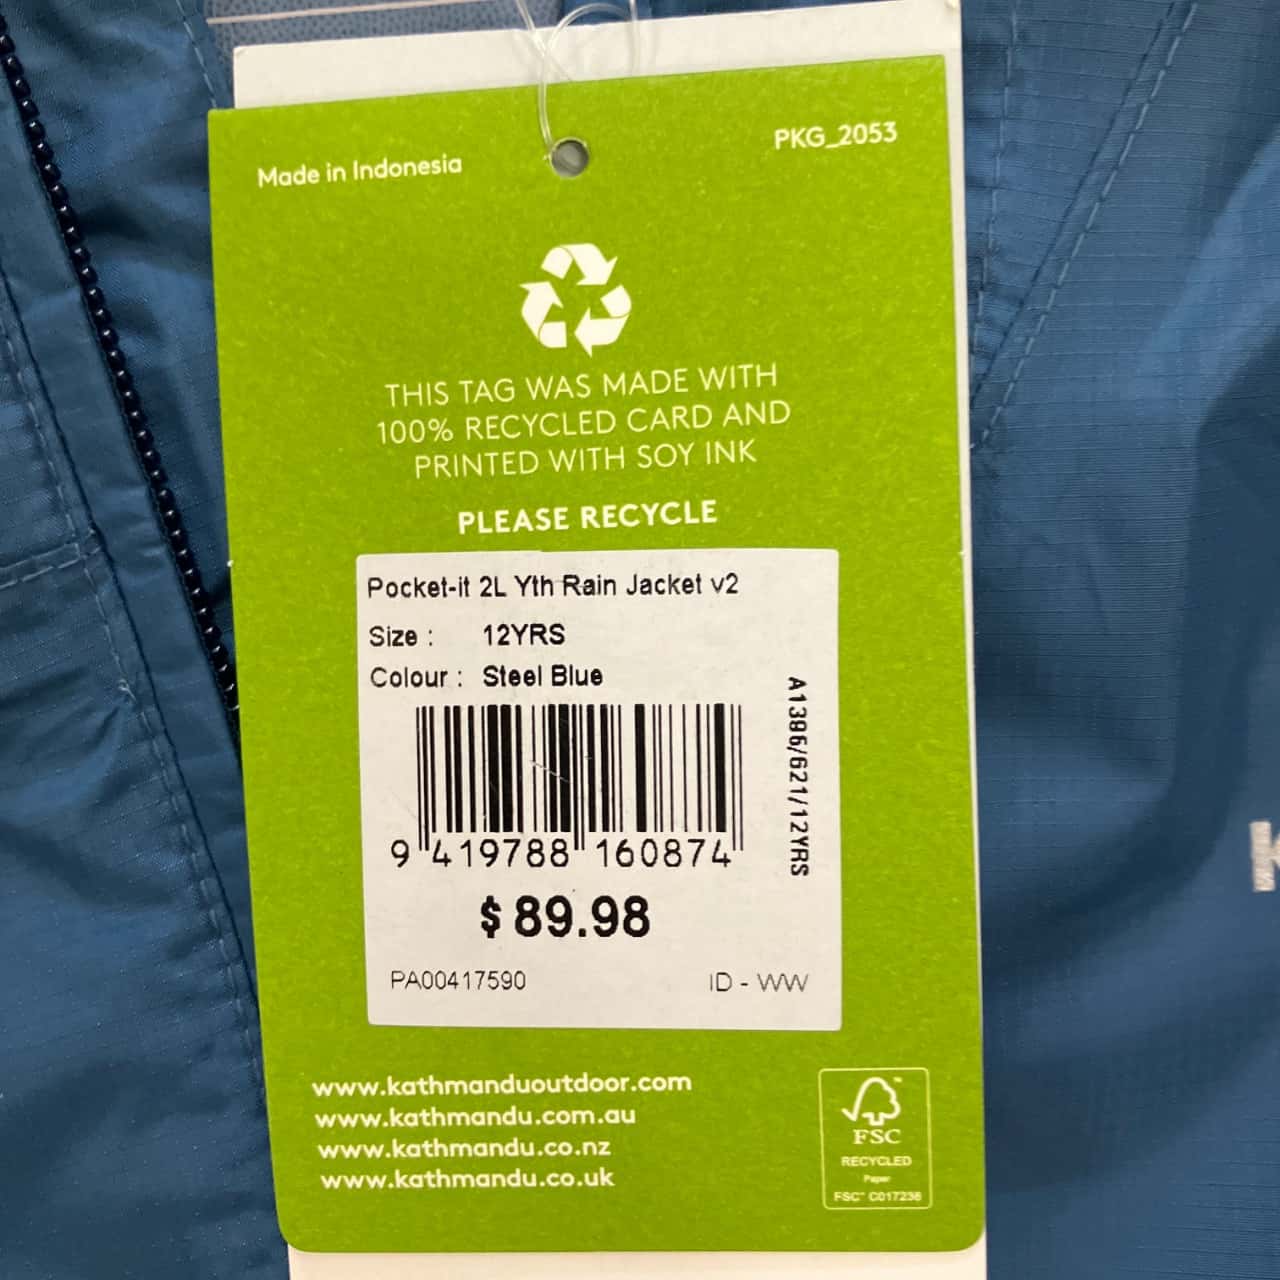 Made in Indonesia
PKG_2053
THIS TAG WAS MADE WITH
100% RECYCLED CARD AND
PRINTED WITH SOY INK
PLEASE RECYCLE
Pocket-it 2L Yth Rain Jacket v2
Size : 12YRS
Colour : Steel Blue
A1386/621/12YRS
9 419788 160874
$ 89.98
PA00417590
ID - WW
www.kathmanduoutdoor.com
www.kathmandu.com.au
www.kathmandu.co.nz
www.kathmandu.co.uk
FSC
RECYCLED
Paper
FSC™ C017236